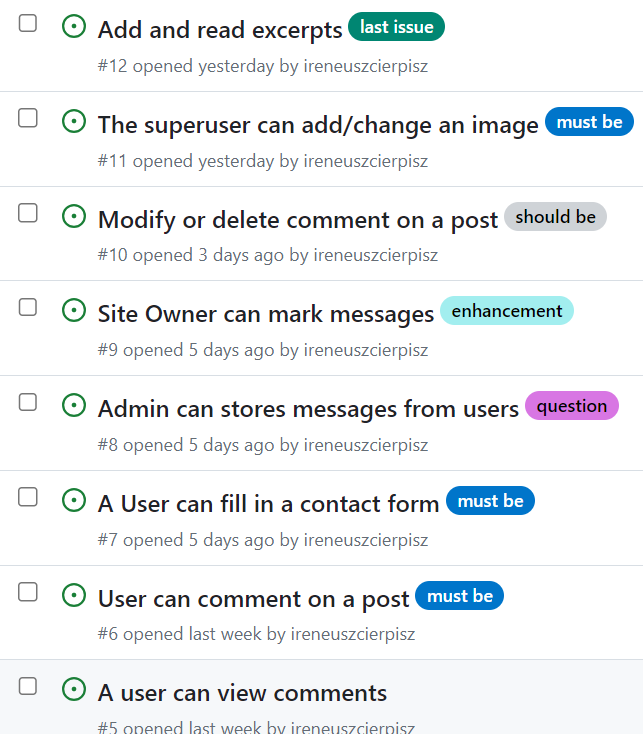 Add and read excerpts last issue
#12 opened yesterday by ireneuszcierpisz
The superuser can add/change an image must be
#11 opened yesterday by ireneuszcierpisz
Modify or delete comment on a post should be
#10 opened 3 days ago by ireneuszcierpisz
Site Owner can mark messages enhancement
#9 opened 5 days ago by ireneuszcierpisz
Admin can stores messages from users question
#8 opened 5 days ago by ireneuszcierpisz
A User can fill in a contact form must be
#7 opened 5 days ago by ireneuszcierpisz
User can comment on a post must be
#6 opened last week by ireneuszcierpisz
A user can view comments
#5 opened last week by ireneuszcierpisz